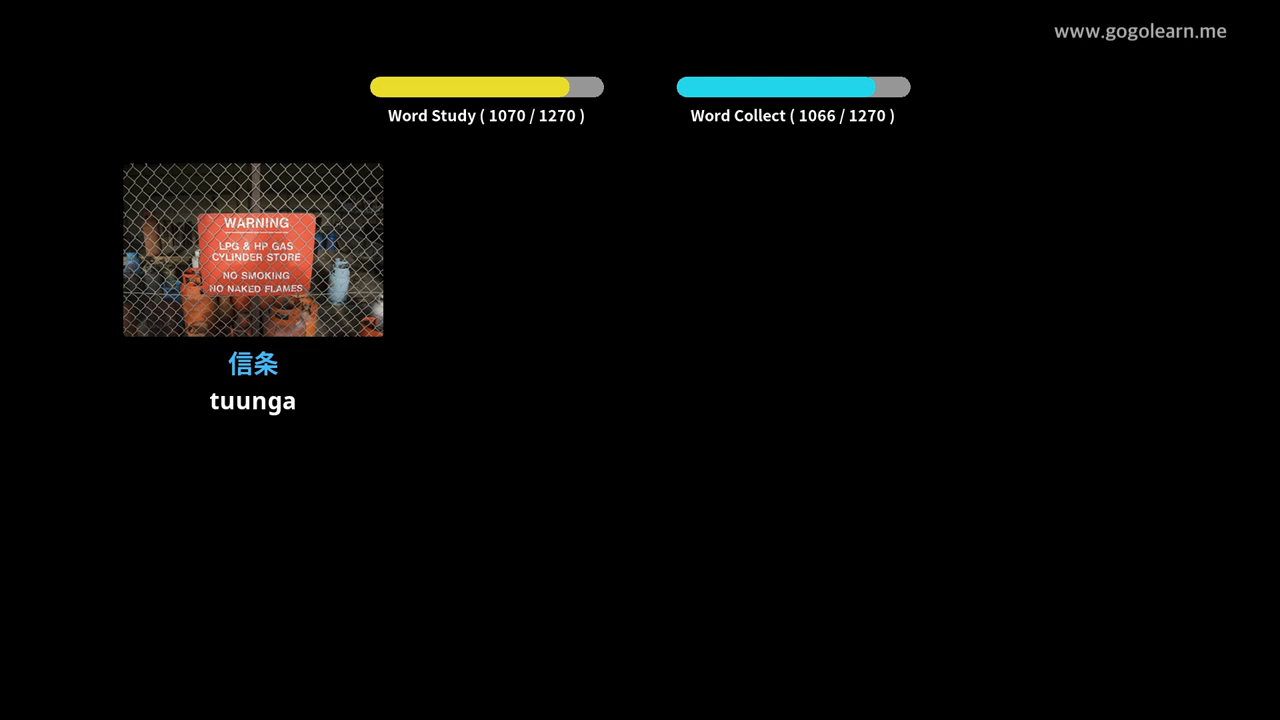 www.gogolearn.me
Word Study ( 1070 / 1270 )
Word Collect ( 1066 / 1270 )
WARNING
LPG & HP GAS
CYLINDER STORE
NO SMOKING
NO NAKED FLAMES
信条
tuunga